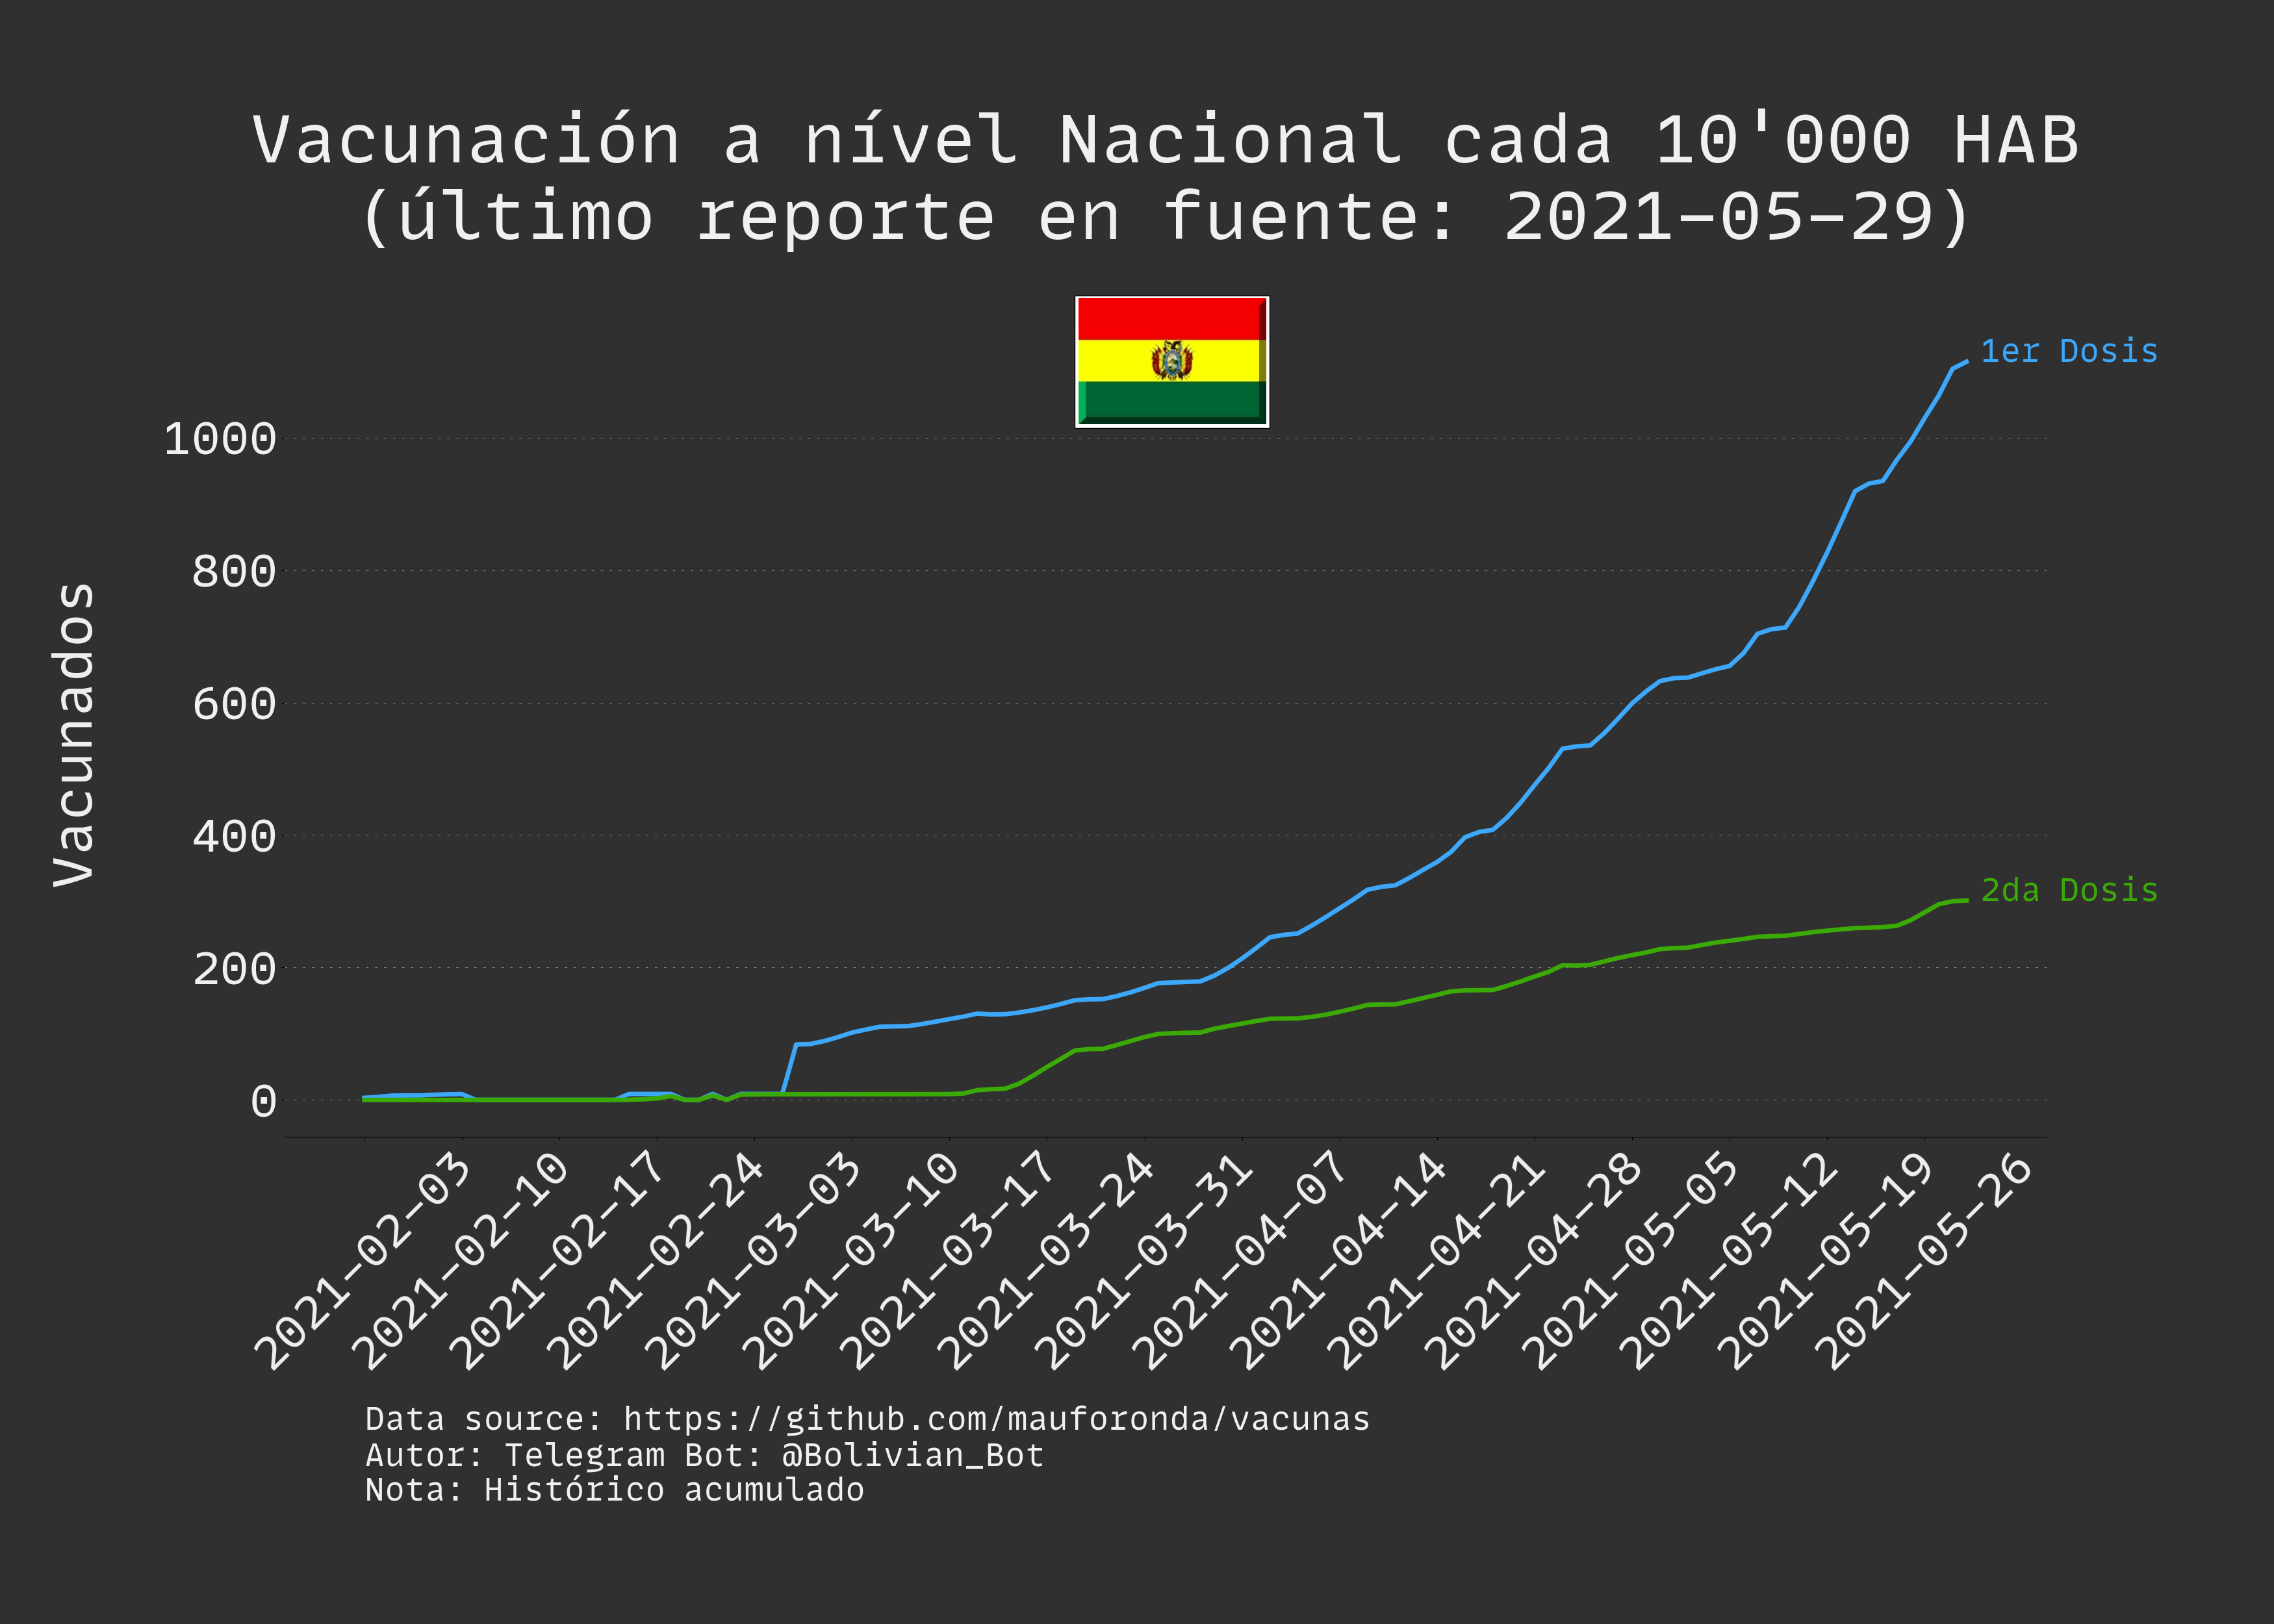 Vacunación a nível Nacional cada 10'000 HAB
(último reporte en fuente: 2021-05-29)
1er Dosis
1000
800
600
400
200
0
Vacunados
2da Dosis
2021-02-03
2021-02-10
2021-02-17
2021-02-24
2021-03-03
2021-03-10
2021-03-17
2021-03-24
2021-03-31
2021-04-07
2021-04-14
2021-04-21
2021-04-28
2021-05-05
2021-05-12
2021-05-19
2021-05-26
Data source: https://github.com/mauforonda/vacunas
Autor: Telegram Bot: @Bolivian_Bot
Nota: Histórico acumulado